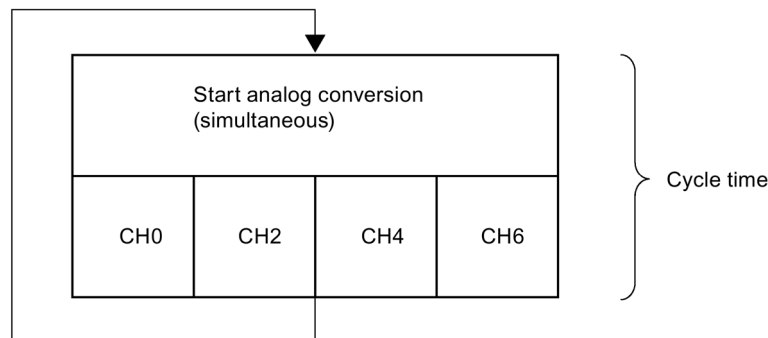 Start analog conversion
(simultaneous)
Cycle time
CH0
CH2
CH4
CH6